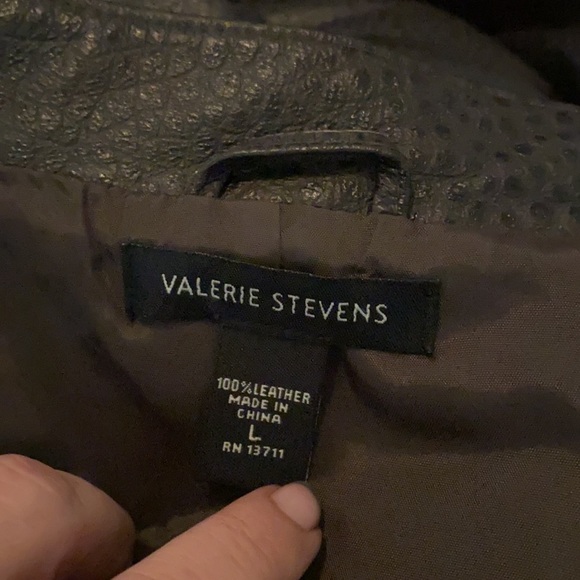 VALERIE STEVENS
100% LEATHER
MADE IN
CHINA
L
RN 13711